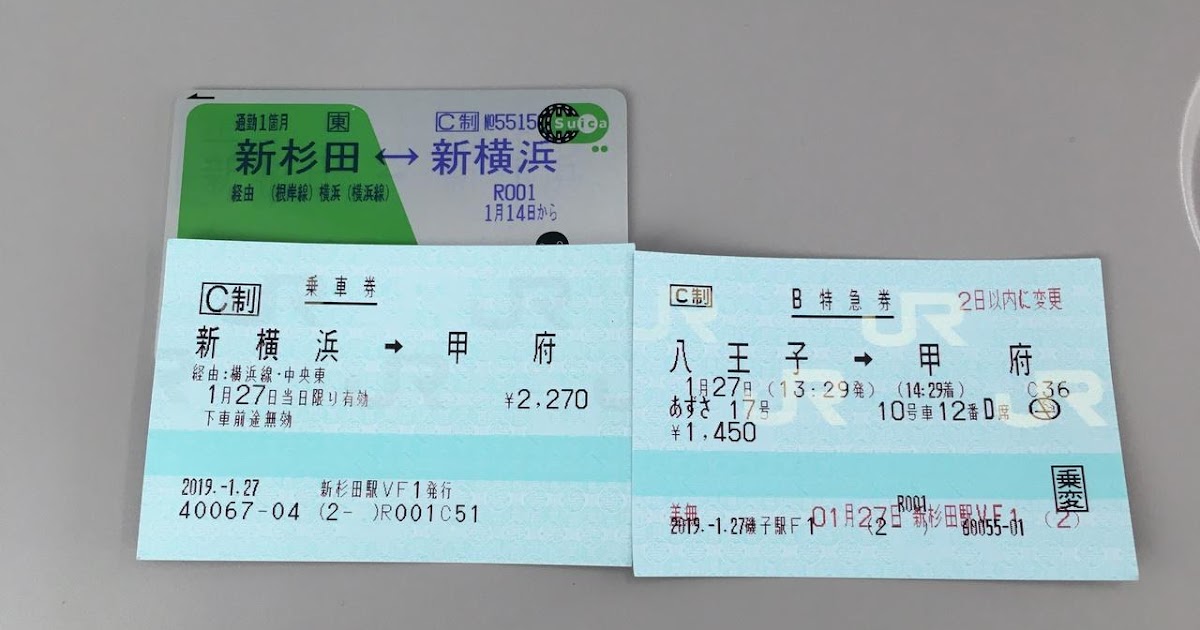 通勤1箇月 東 C制 №5515 Suica
新杉田↔新横浜
経由 (根岸線) 横浜 (横浜線)
R001
1月14日から
C制 乗車券
新横浜 → 甲府
経由:横浜線・中央東
1月27日当日限り有効 ¥2,270
下車前途無効
2019.-1.27 新杉田駅VF1発行
40067-04 (2- )R001C51
C制 B特急券 2日以内に変更
八王子 → 甲府
1月27日 (13:29発) (14:29着) C36
あずさ 17号 10号車12番D席
¥1,450
乗変
R001
01月27日 新杉田駅VF1 (2)
2019.-1.27磯子駅F1 (2 ) 80055-01